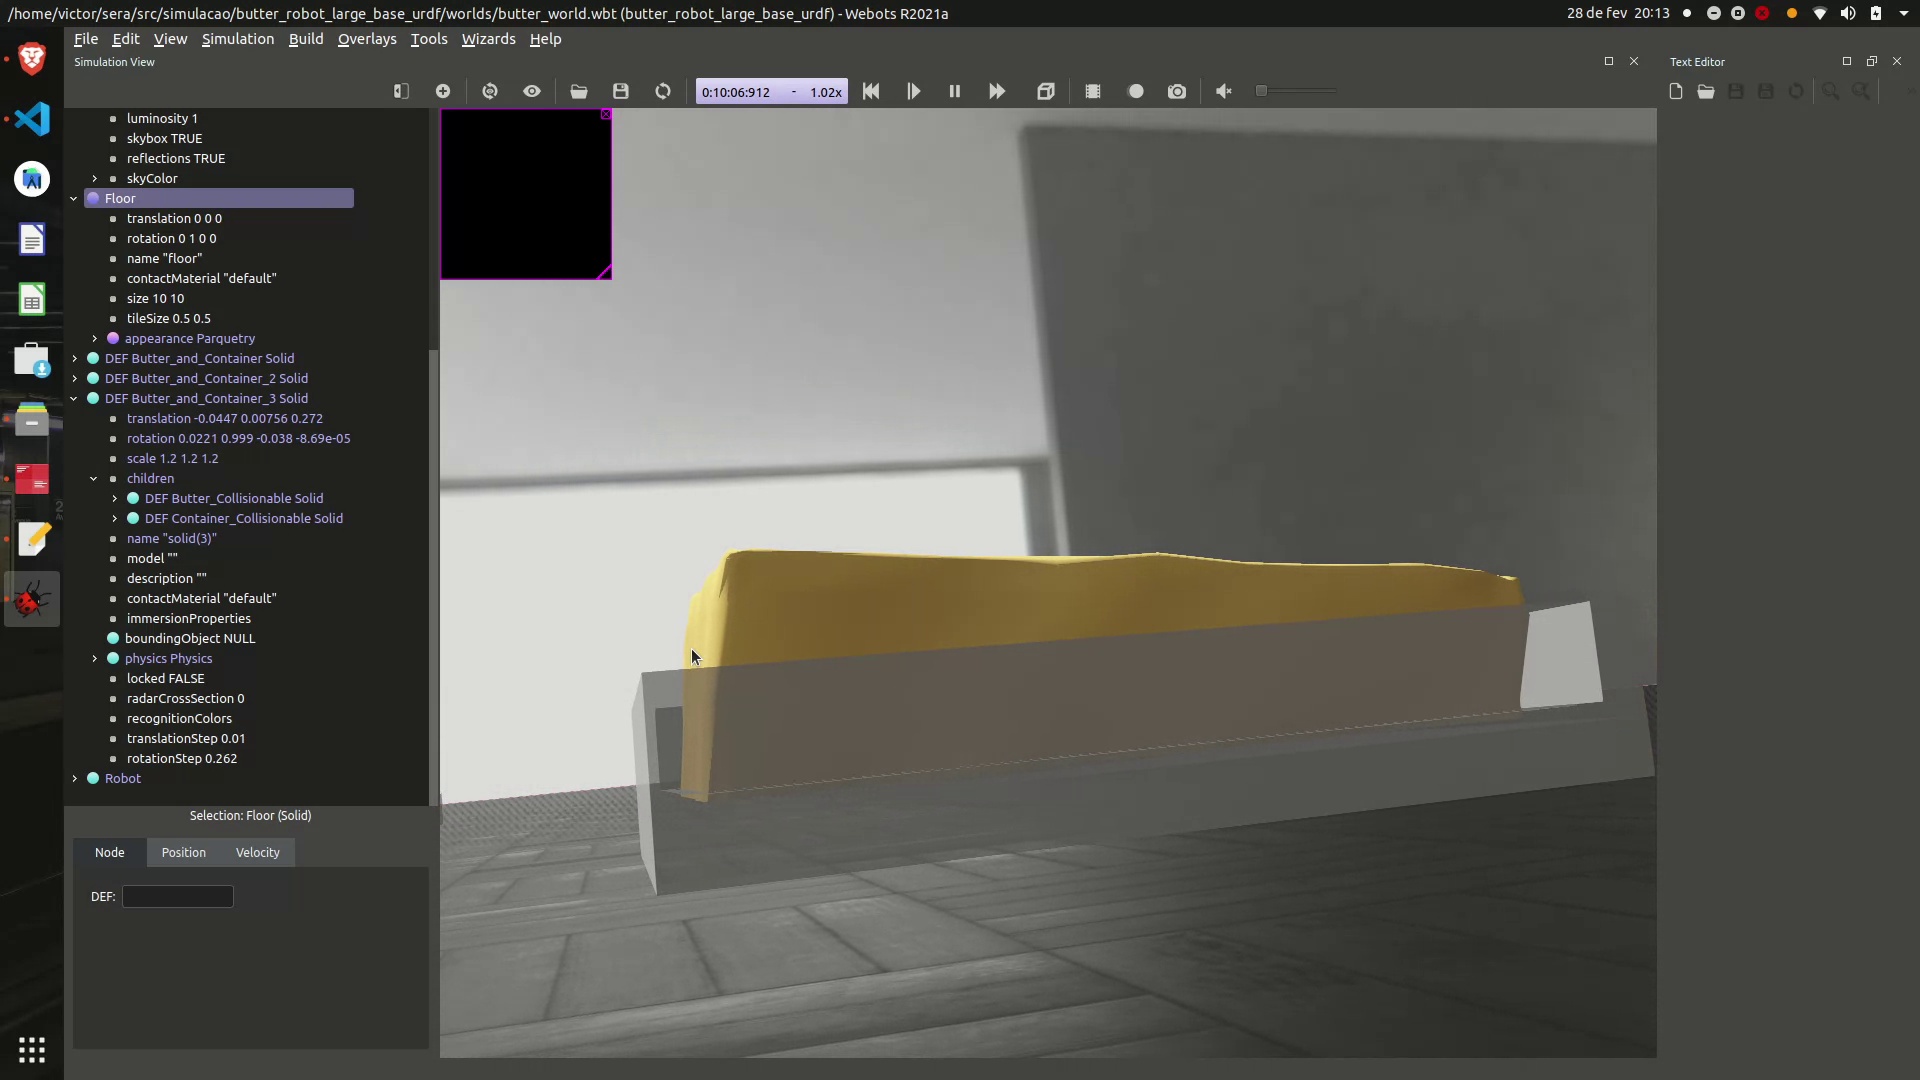 /home/victor/sera/src/simulacao/butter_robot_large_base_urdf/worlds/butter_world.wbt (butter_robot_large_base_urdf) - Webots R2021a
28 de fev 20:13
File Edit View Simulation Build Overlays Tools Wizards Help
Simulation View
Text Editor
0:10:06:912 - 1.02x
luminosity 1
skybox TRUE
reflections TRUE
skyColor
Floor
translation 0 0 0
rotation 0 1 0 0
name "floor"
contactMaterial "default"
size 10 10
tileSize 0.5 0.5
appearance Parquetry
DEF Butter_and_Container Solid
DEF Butter_and_Container_2 Solid
DEF Butter_and_Container_3 Solid
translation -0.0447 0.00756 0.272
rotation 0.0221 0.999 -0.038 -8.69e-05
scale 1.2 1.2 1.2
children
DEF Butter_Collisionable Solid
DEF Container_Collisionable Solid
name "solid(3)"
model ""
description ""
contactMaterial "default"
immersionProperties
boundingObject NULL
physics Physics
locked FALSE
radarCrossSection 0
recognitionColors
translationStep 0.01
rotationStep 0.262
Robot
Selection: Floor (Solid)
Node Position Velocity
DEF: